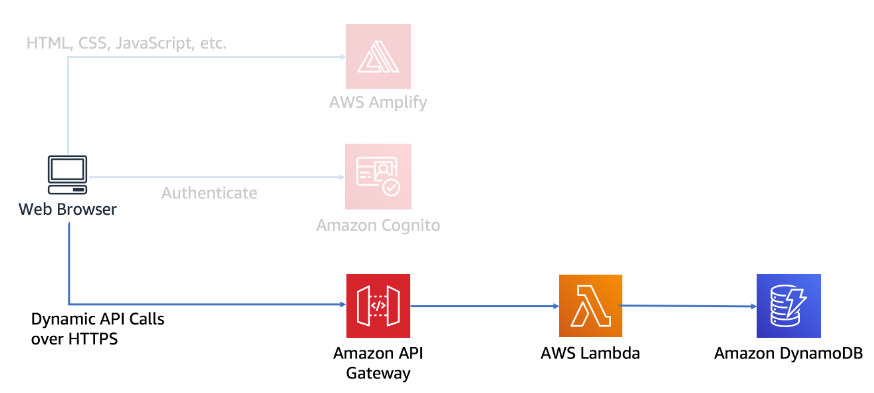 HTML, CSS, JavaScript, etc.
AWS Amplify
Authenticate
Web Browser
Amazon Cognito
Dynamic API Calls
over HTTPS
Amazon API
Gateway
AWS Lambda
Amazon DynamoDB